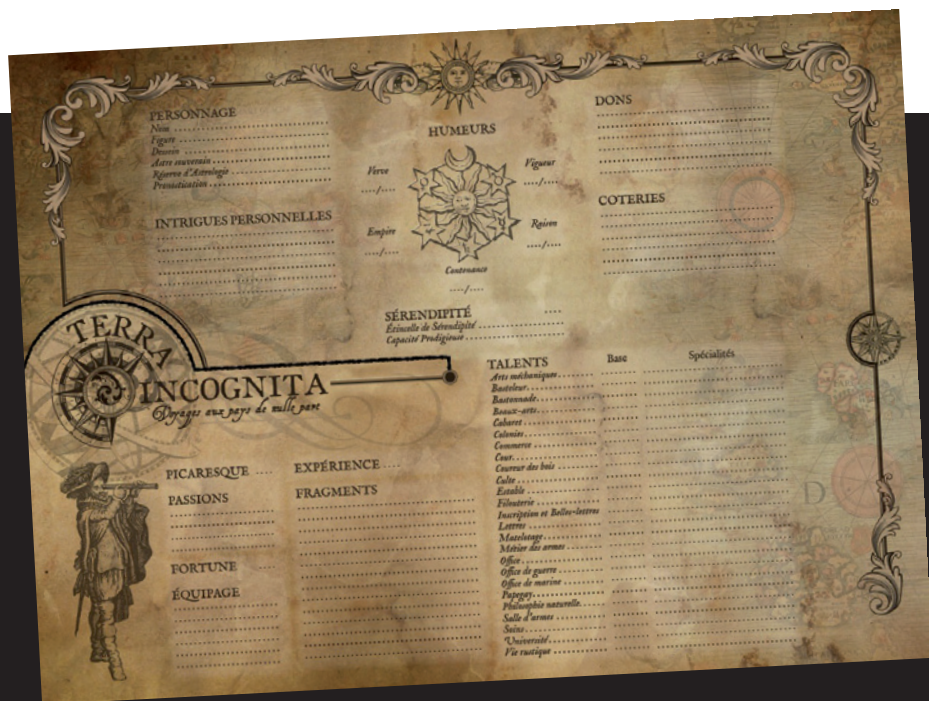 PERSONNAGE
Nom
Figure
Dessein
Astre souverain
Réserve d'Astrologie
Pronostication
INTRIGUES PERSONNELLES
HUMEURS
Verve
..../....
Vigueur
..../....
Empire
..../....
Raison
..../....
Contenance
..../....
SÉRENDIPITÉ ....
Étincelle de Sérendipité
Capacité Prodigieuse
DONS
COTERIES
TERRA
INCOGNITA
Voyages aux pays de nulle part
PICARESQUE ....
PASSIONS
FORTUNE
ÉQUIPAGE
EXPÉRIENCE ....
FRAGMENTS
TALENTS Base Spécialités
Arts méchaniques
Basteleur
Bastonnade
Beaux-arts
Cabaret
Colonies
Commerce
Cour
Coureur des bois
Culte
Estable
Filouterie
Inscription et Belles-lettres
Lettres
Matelotage
Métier des armes
Office
Office de guerre
Office de marine
Papegay
Philosophie naturelle
Salle d'armes
Soins
Université
Vie rustique
D